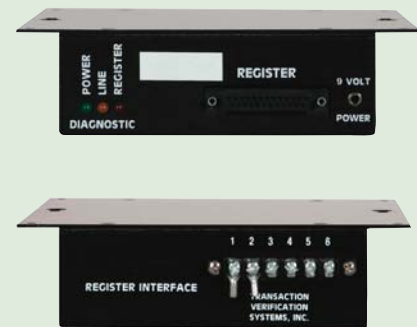 POWER
LINE
REGISTER
DIAGNOSTIC
REGISTER
9 VOLT
POWER
1 2 3 4 5 6
REGISTER INTERFACE
TRANSACTION
VERIFICATION
SYSTEMS, INC.